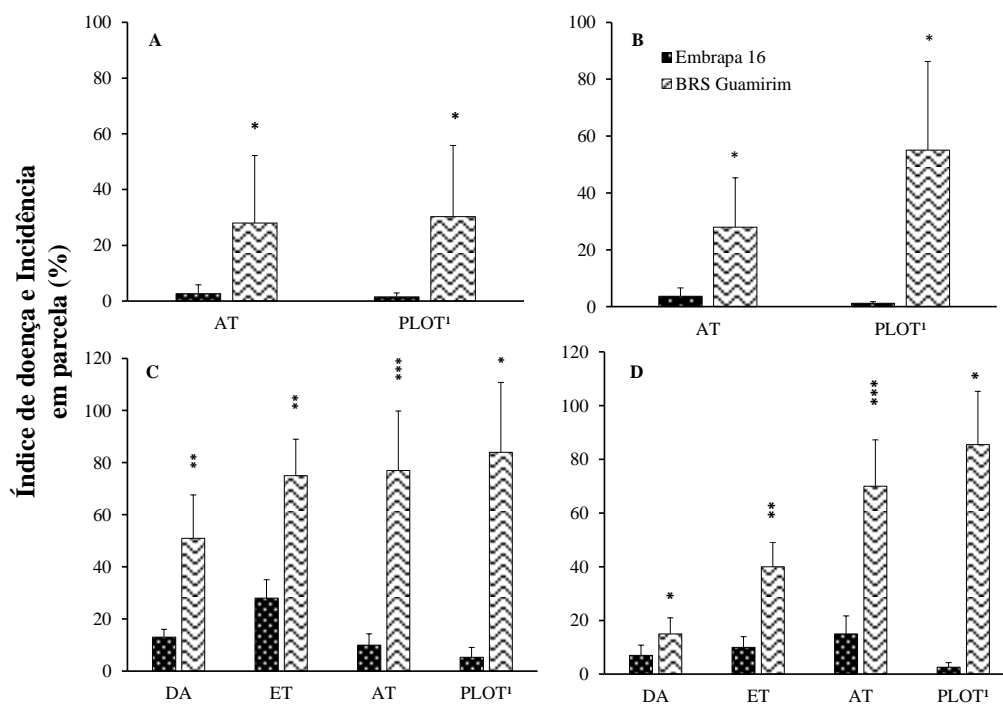 Índice de doença e Incidência
em parcela (%)
A
100
80
60
40
20
0
*
*
AT
PLOT¹
B
100
80
60
40
20
0
Embrapa 16
BRS Guamirim
*
*
AT
PLOT¹
C
120
100
80
60
40
20
0
**
**
***
*
DA
ET
AT
PLOT¹
D
120
100
80
60
40
20
0
*
**
***
*
DA
ET
AT
PLOT¹